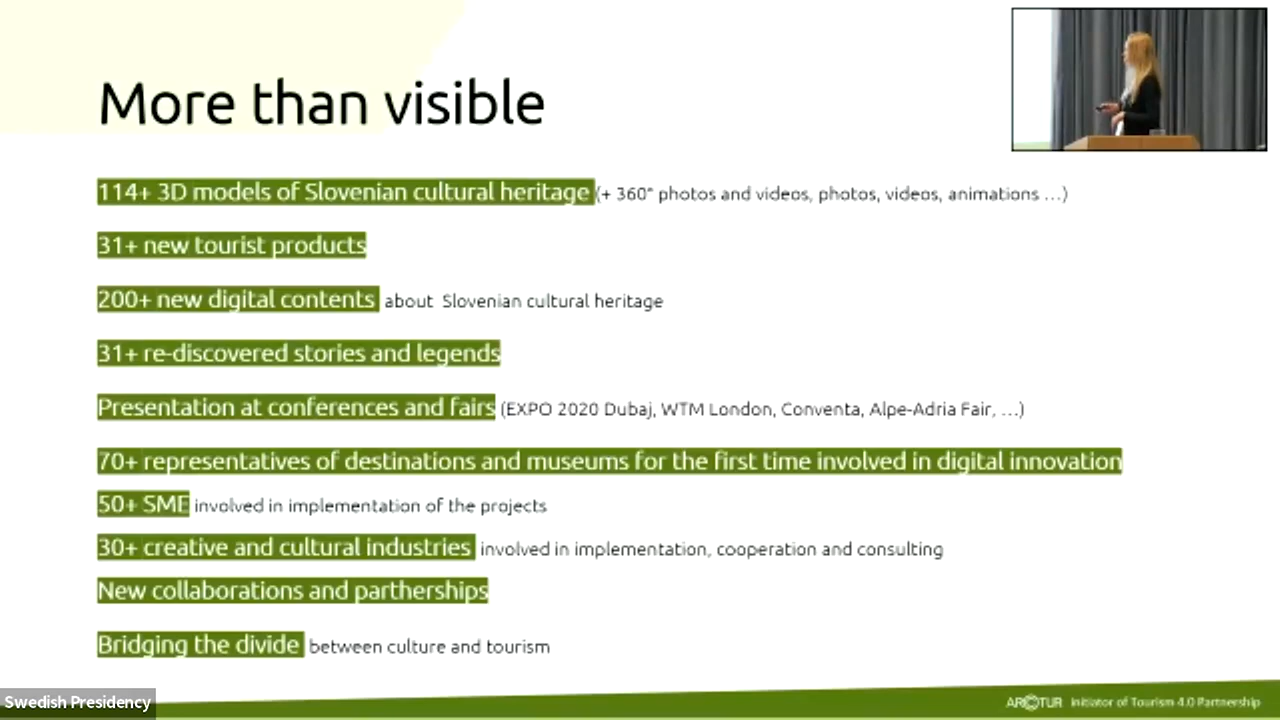 More than visible
114+ 3D models of Slovenian cultural heritage (+ 360° photos and videos, photos, videos, animations ...)
31+ new tourist products
200+ new digital contents about Slovenian cultural heritage
31+ re-discovered stories and legends
Presentation at conferences and fairs (EXPO 2020 Dubaj, WTM London, Conventa, Alpe-Adria Fair, ...)
70+ representatives of destinations and museums for the first time involved in digital innovation
50+ SME involved in implementation of the projects
30+ creative and cultural industries involved in implementation, cooperation and consulting
New collaborations and partherships
Bridging the divide between culture and tourism
Swedish Presidency
ARCTUR Initiator of Tourism 4.0 Partnership